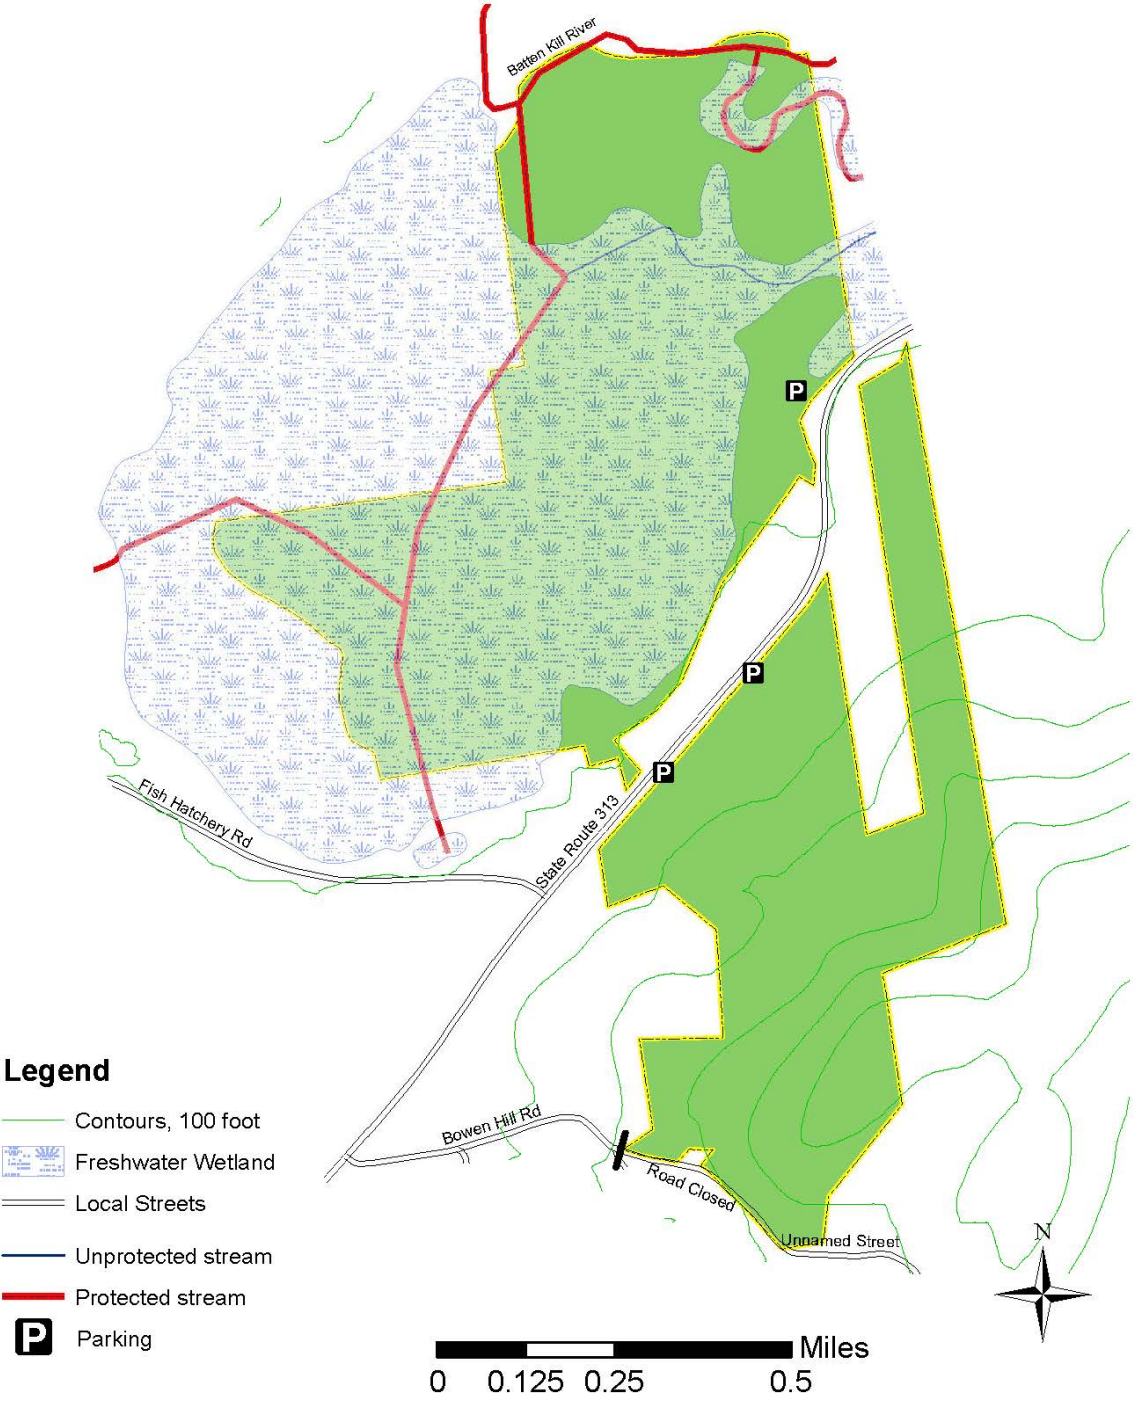 Batten Kill River
P
P
P
Fish Hatchery Rd
State Route 313
Bowen Hill Rd
Road Closed
Unnamed Street
Legend
Contours, 100 foot
Freshwater Wetland
Local Streets
Unprotected stream
Protected stream
P Parking
N
Miles
0 0.125 0.25 0.5